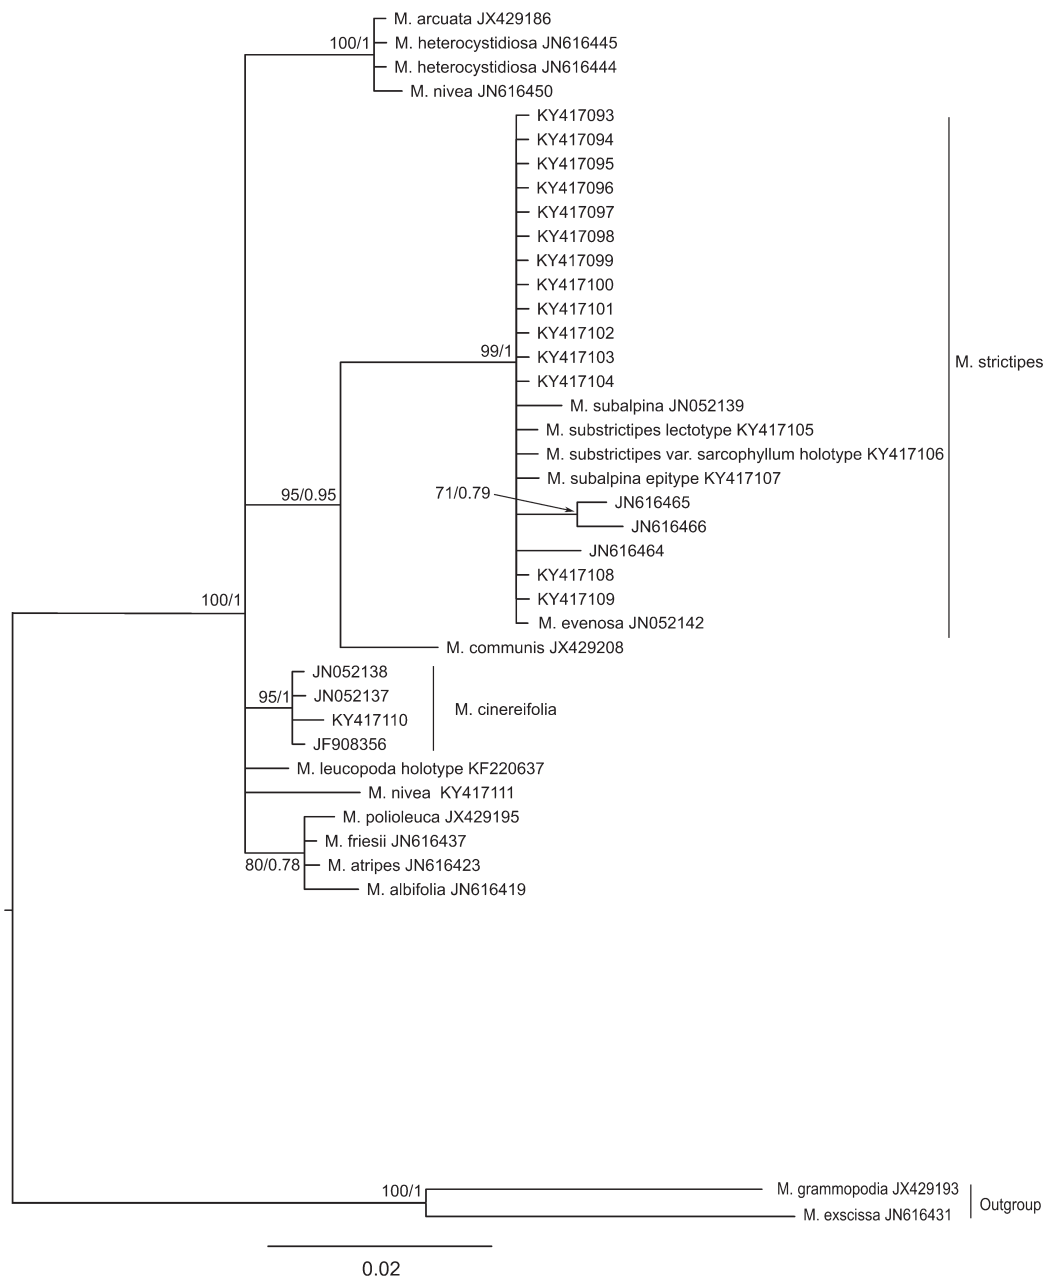 M. arcuata JX429186
100/1
M. heterocystidiosa JN616445
M. heterocystidiosa JN616444
M. nivea JN616450
KY417093
KY417094
KY417095
KY417096
KY417097
KY417098
KY417099
KY417100
KY417101
KY417102
99/1
KY417103
M. strictipes
KY417104
M. subalpina JN052139
M. substrictipes lectotype KY417105
M. substrictipes var. sarcophyllum holotype KY417106
M. subalpina epitype KY417107
95/0.95
71/0.79
JN616465
JN616466
JN616464
KY417108
100/1
KY417109
M. evenosa JN052142
M. communis JX429208
JN052138
95/1
JN052137
M. cinereifolia
KY417110
JF908356
M. leucopoda holotype KF220637
M. nivea KY417111
M. polioleuca JX429195
M. friesii JN616437
80/0.78
M. atripes JN616423
M. albifolia JN616419
100/1
M. grammopodia JX429193
Outgroup
M. exscissa JN616431
0.02